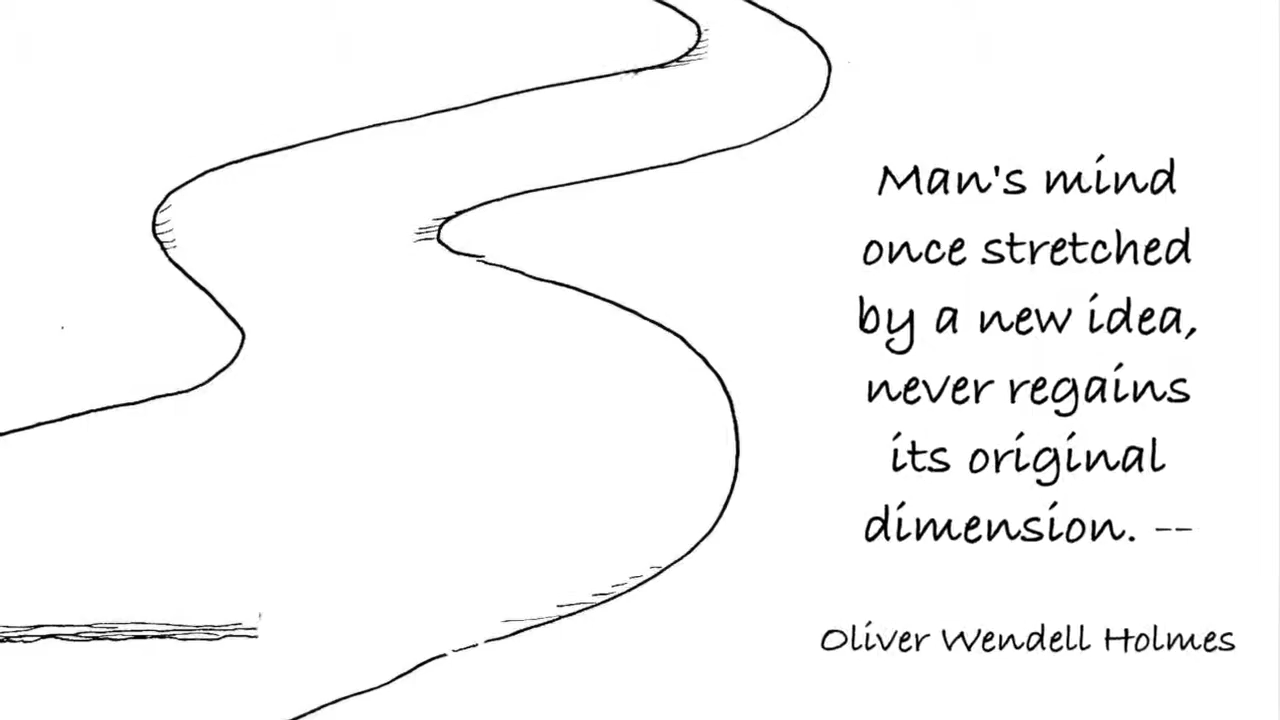 Man's mind
once stretched
by a new idea,
never regains
its original
dimension. --
Oliver Wendell Holmes